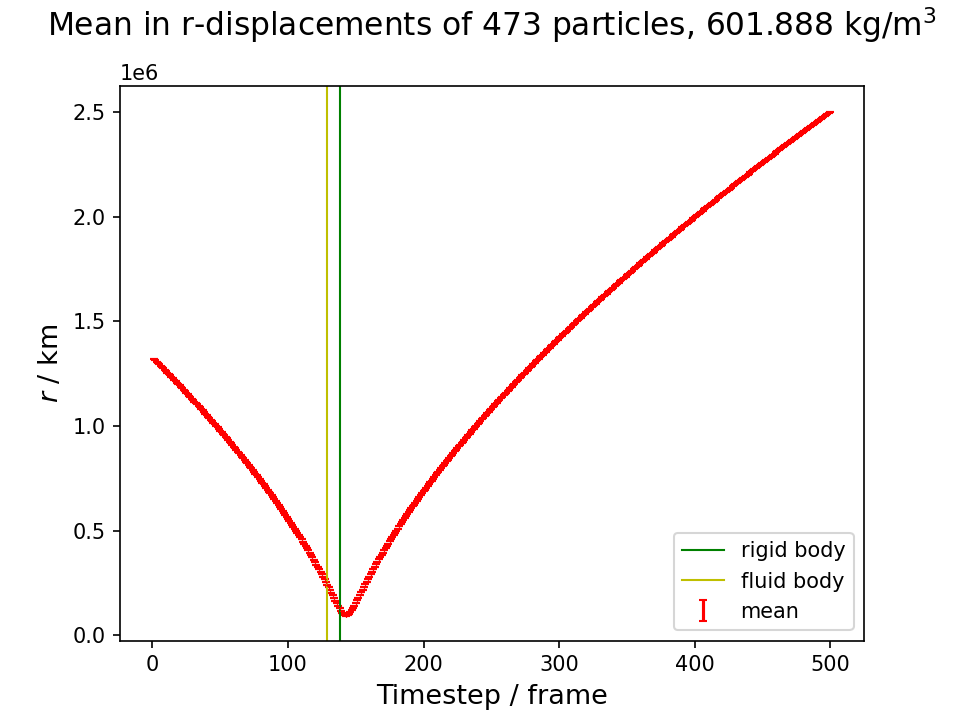 Mean in r-displacements of 473 particles, 601.888 kg/m³
1e6
2.5
2.0
1.5
1.0
0.5
0.0
r / km
0 100 200 300 400 500
Timestep / frame
rigid body
fluid body
mean